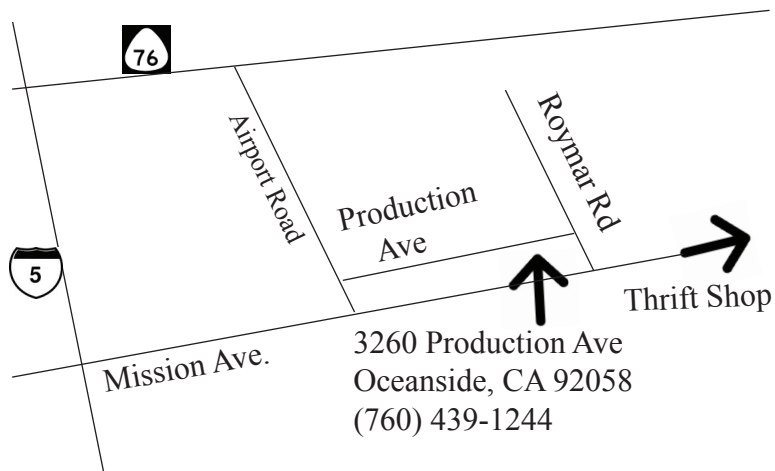 76
Airport Road
Roymar Rd
Production
Ave
5
Thrift Shop
Mission Ave.
3260 Production Ave
Oceanside, CA 92058
(760) 439-1244